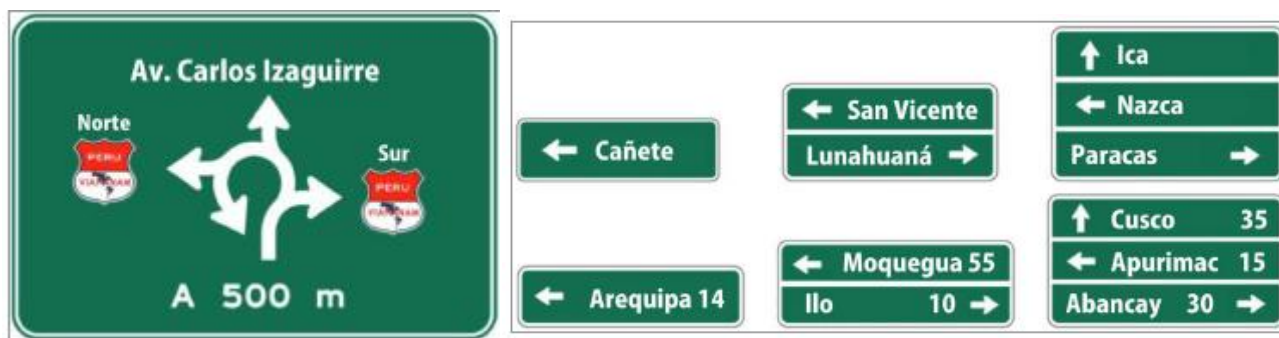 Av. Carlos Izaguirre
Norte
PERU
Sur
PERU
A 500 m
Cañete
San Vicente
Lunahuaná
Ica
Nazca
Paracas
Arequipa 14
Moquegua 55
Ilo 10
Cusco 35
Apurimac 15
Abancay 30